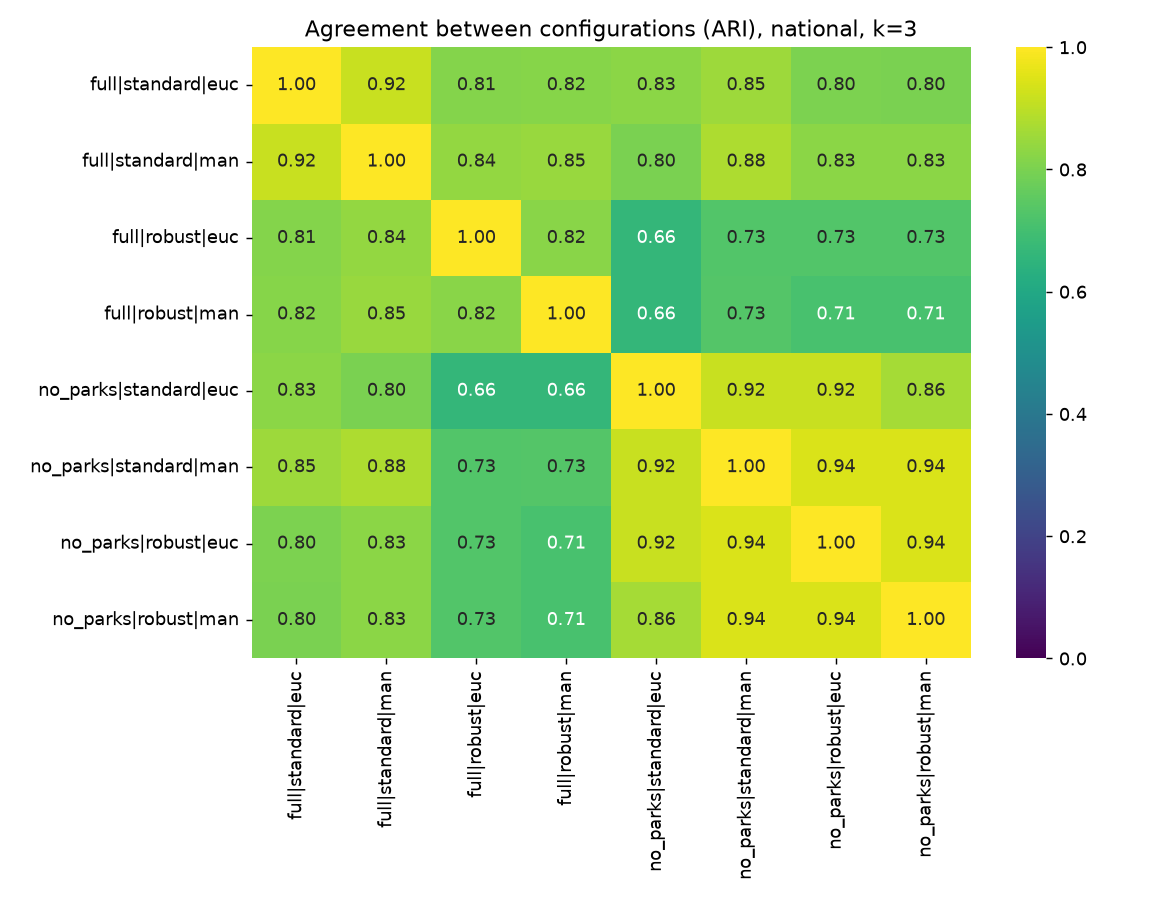 Agreement between configurations (ARI), national, k=3
full|standard|euc 1.00 0.92 0.81 0.82 0.83 0.85 0.80 0.80
full|standard|man 0.92 1.00 0.84 0.85 0.80 0.88 0.83 0.83
full|robust|euc 0.81 0.84 1.00 0.82 0.66 0.73 0.73 0.73
full|robust|man 0.82 0.85 0.82 1.00 0.66 0.73 0.71 0.71
no_parks|standard|euc 0.83 0.80 0.66 0.66 1.00 0.92 0.92 0.86
no_parks|standard|man 0.85 0.88 0.73 0.73 0.92 1.00 0.94 0.94
no_parks|robust|euc 0.80 0.83 0.73 0.71 0.92 0.94 1.00 0.94
no_parks|robust|man 0.80 0.83 0.73 0.71 0.86 0.94 0.94 1.00
full|standard|euc
full|standard|man
full|robust|euc
full|robust|man
no_parks|standard|euc
no_parks|standard|man
no_parks|robust|euc
no_parks|robust|man
1.0
0.8
0.6
0.4
0.2
0.0